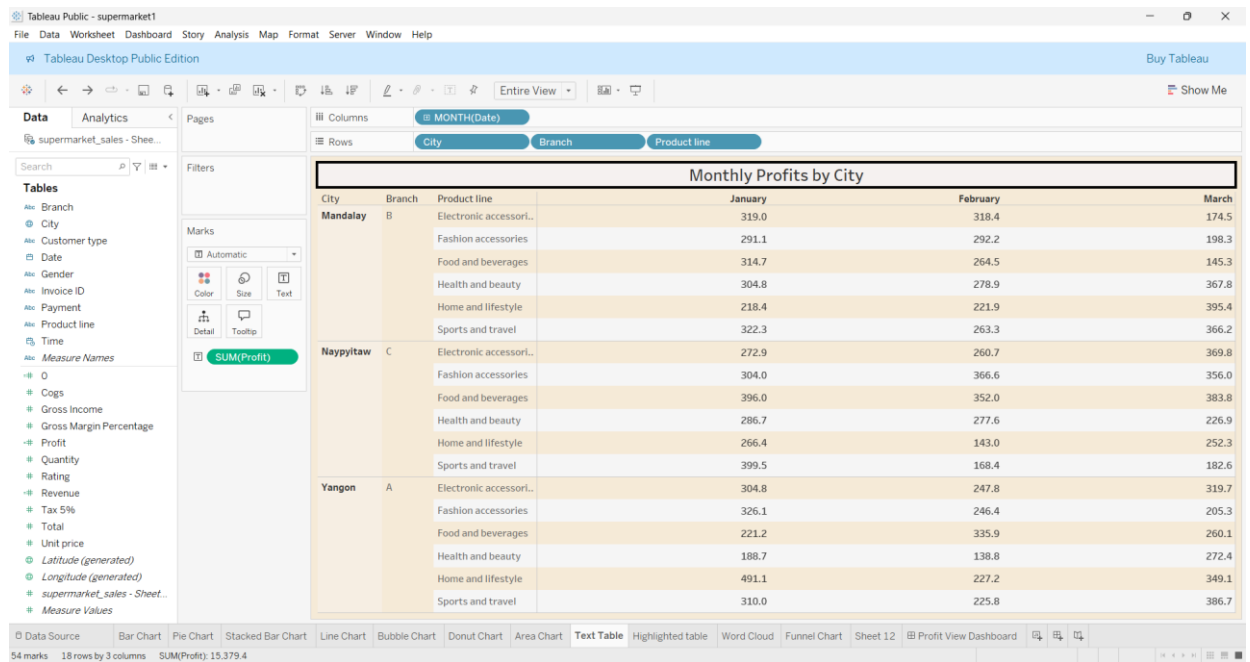 Tableau Public - supermarket1
File Data Worksheet Dashboard Story Analysis Map Format Server Window Help
Tableau Desktop Public Edition Buy Tableau
Entire View Show Me
Data Analytics Pages Columns MONTH(Date)
supermarket_sales - Shee... Rows City Branch Product line
Search Filters Monthly Profits by City
Tables City Branch Product line January February March
Abc Branch Mandalay B Electronic accessori.. 319.0 318.4 174.5
City
Abc Customer type Marks Fashion accessories 291.1 292.2 198.3
Date Automatic Food and beverages 314.7 264.5 145.3
Abc Gender
Abc Invoice ID Color Size Text Health and beauty 304.8 278.9 367.8
Abc Payment Home and lifestyle 218.4 221.9 395.4
Abc Product line Detail Tooltip Sports and travel 322.3 263.3 366.2
Time
Abc Measure Names SUM(Profit) Naypyitaw C Electronic accessori.. 272.9 260.7 369.8
=# 0 Fashion accessories 304.0 366.6 356.0
# Cogs Food and beverages 396.0 352.0 383.8
# Gross Income
# Gross Margin Percentage Health and beauty 286.7 277.6 226.9
=# Profit Home and lifestyle 266.4 143.0 252.3
# Quantity Sports and travel 399.5 168.4 182.6
# Rating
=# Revenue Yangon A Electronic accessori.. 304.8 247.8 319.7
# Tax 5% Fashion accessories 326.1 246.4 205.3
# Total Food and beverages 221.2 335.9 260.1
# Unit price
Latitude (generated) Health and beauty 188.7 138.8 272.4
Longitude (generated) Home and lifestyle 491.1 227.2 349.1
# supermarket_sales - Sheet...
# Measure Values Sports and travel 310.0 225.8 386.7
Data Source Bar Chart Pie Chart Stacked Bar Chart Line Chart Bubble Chart Donut Chart Area Chart Text Table Highlighted table Word Cloud Funnel Chart Sheet 12 Profit View Dashboard
54 marks 18 rows by 3 columns SUM(Profit): 15,379.4